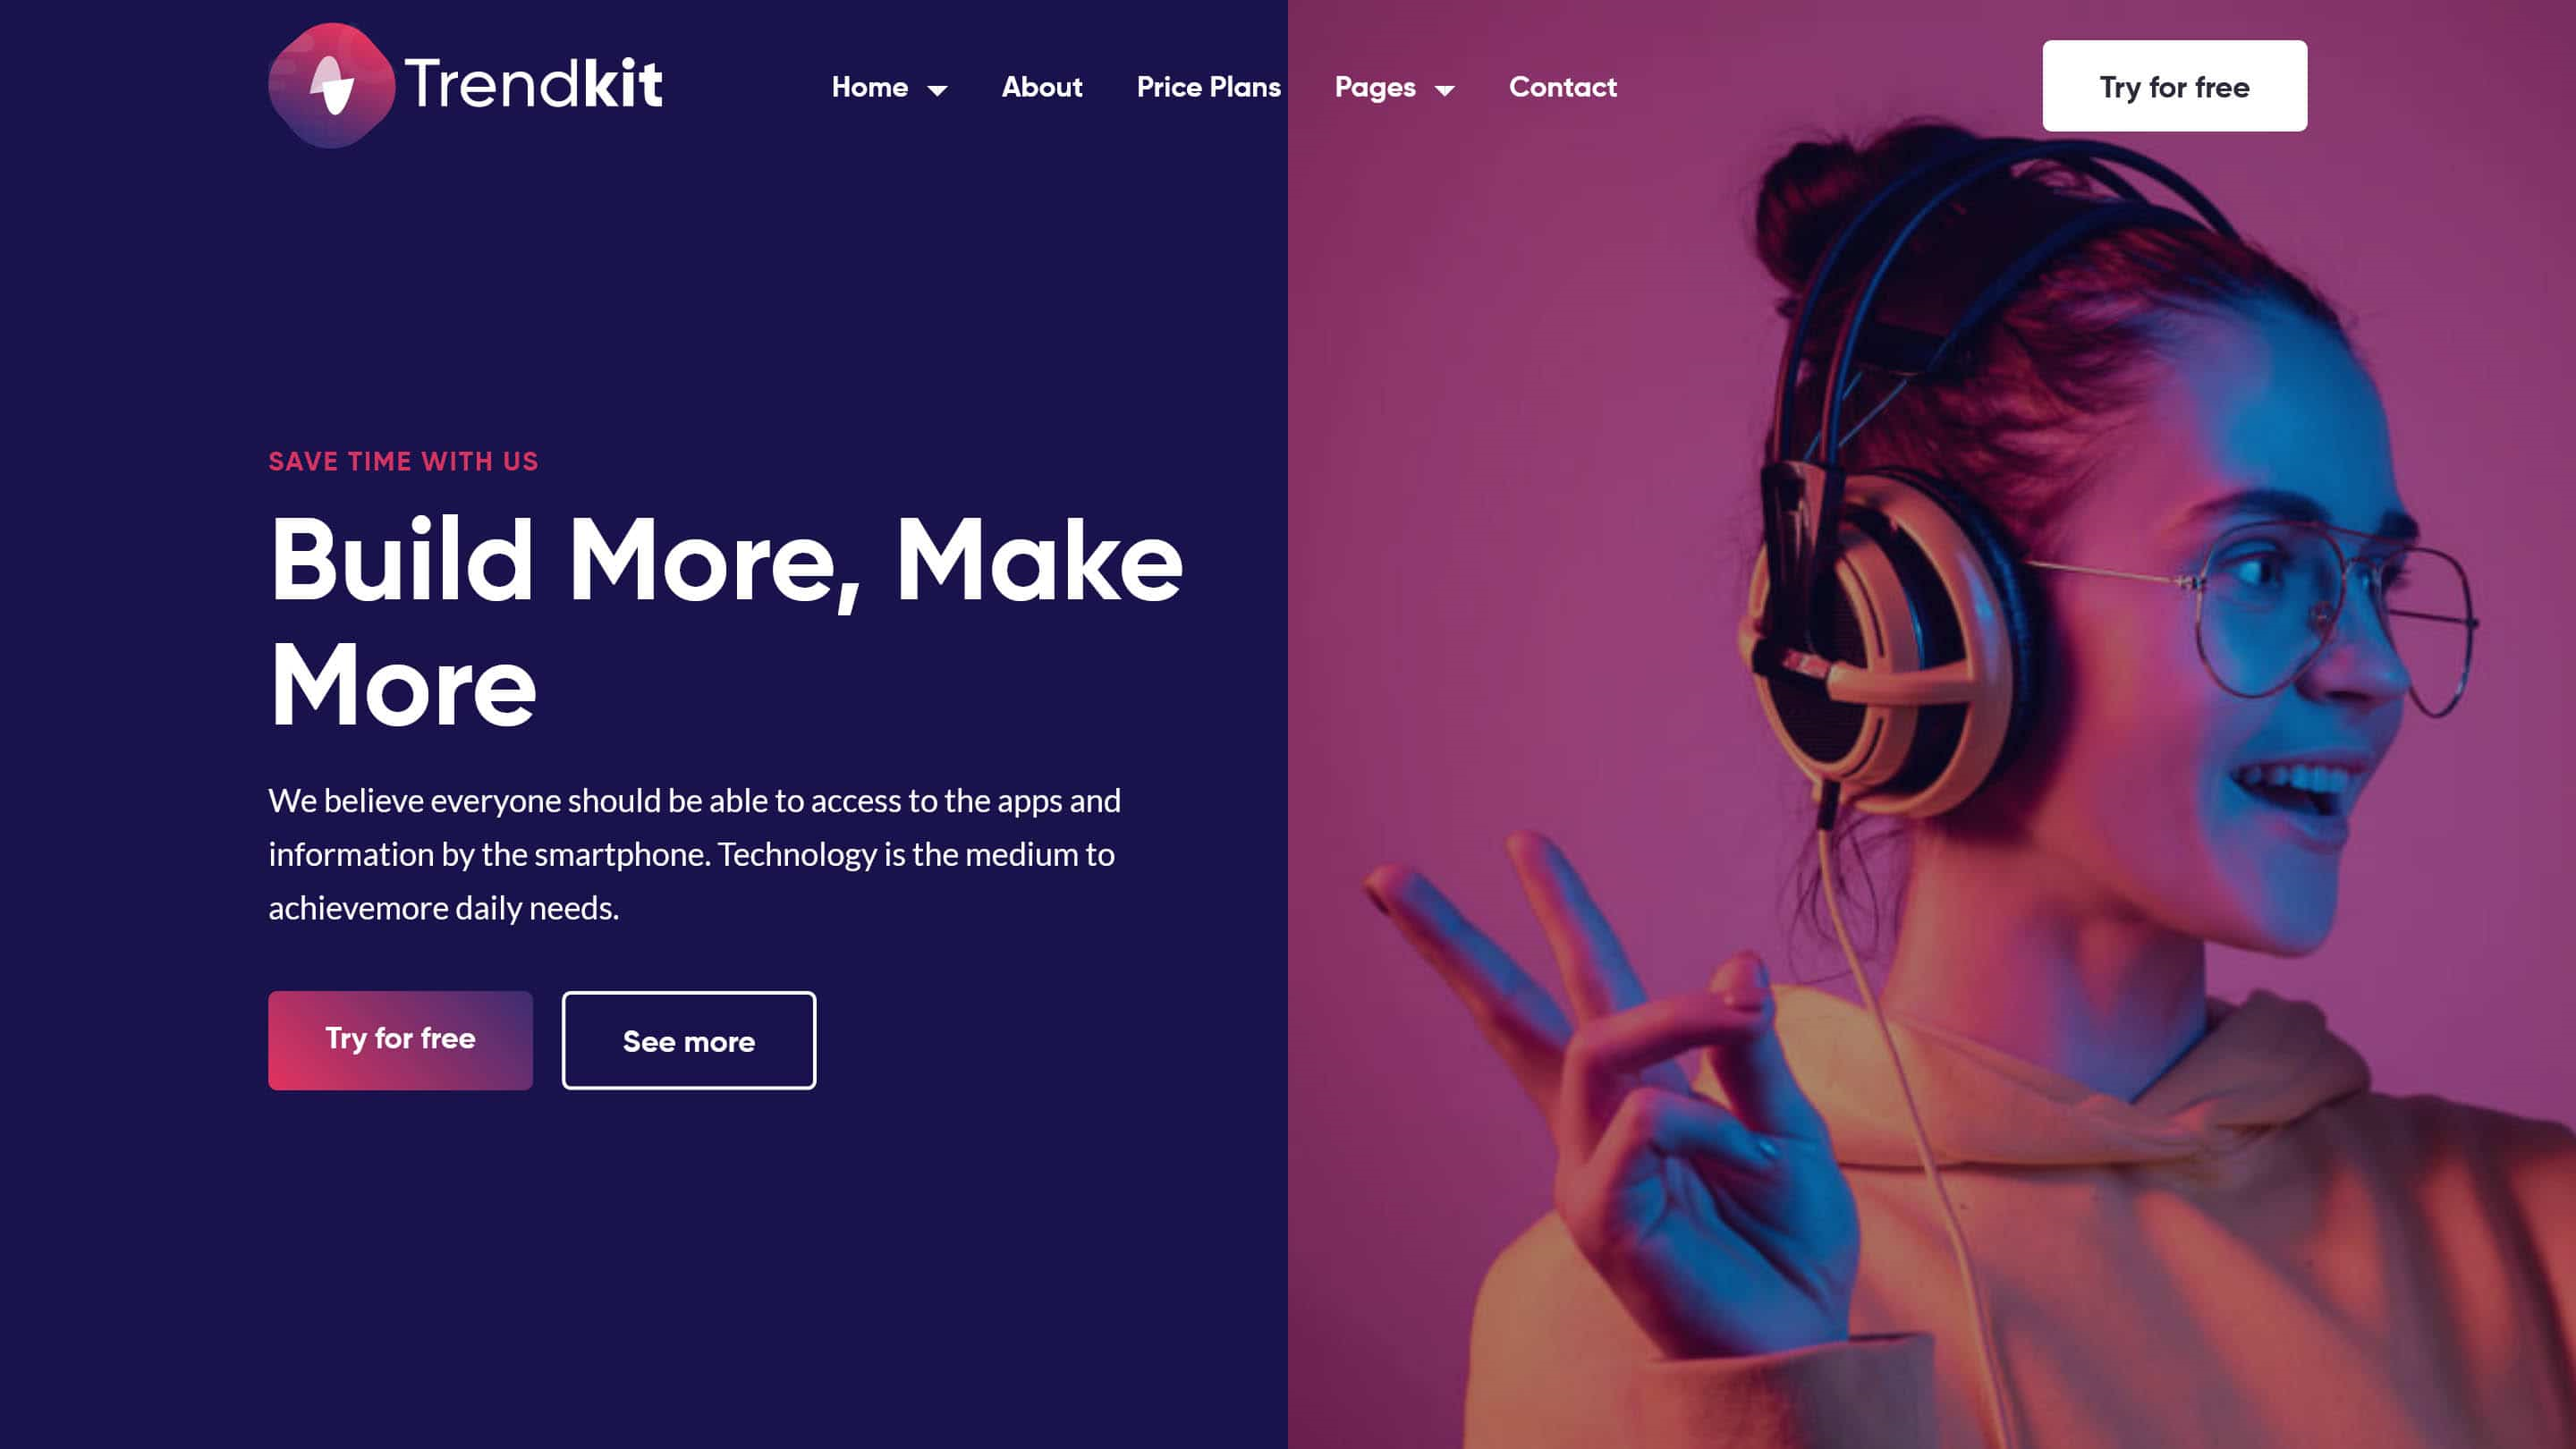 Trendkit
Home
About
Price Plans
Pages
Contact
Try for free
SAVE TIME WITH US
Build More, Make
More
We believe everyone should be able to access to the apps and
information by the smartphone. Technology is the medium to
achievemore daily needs.
Try for free
See more